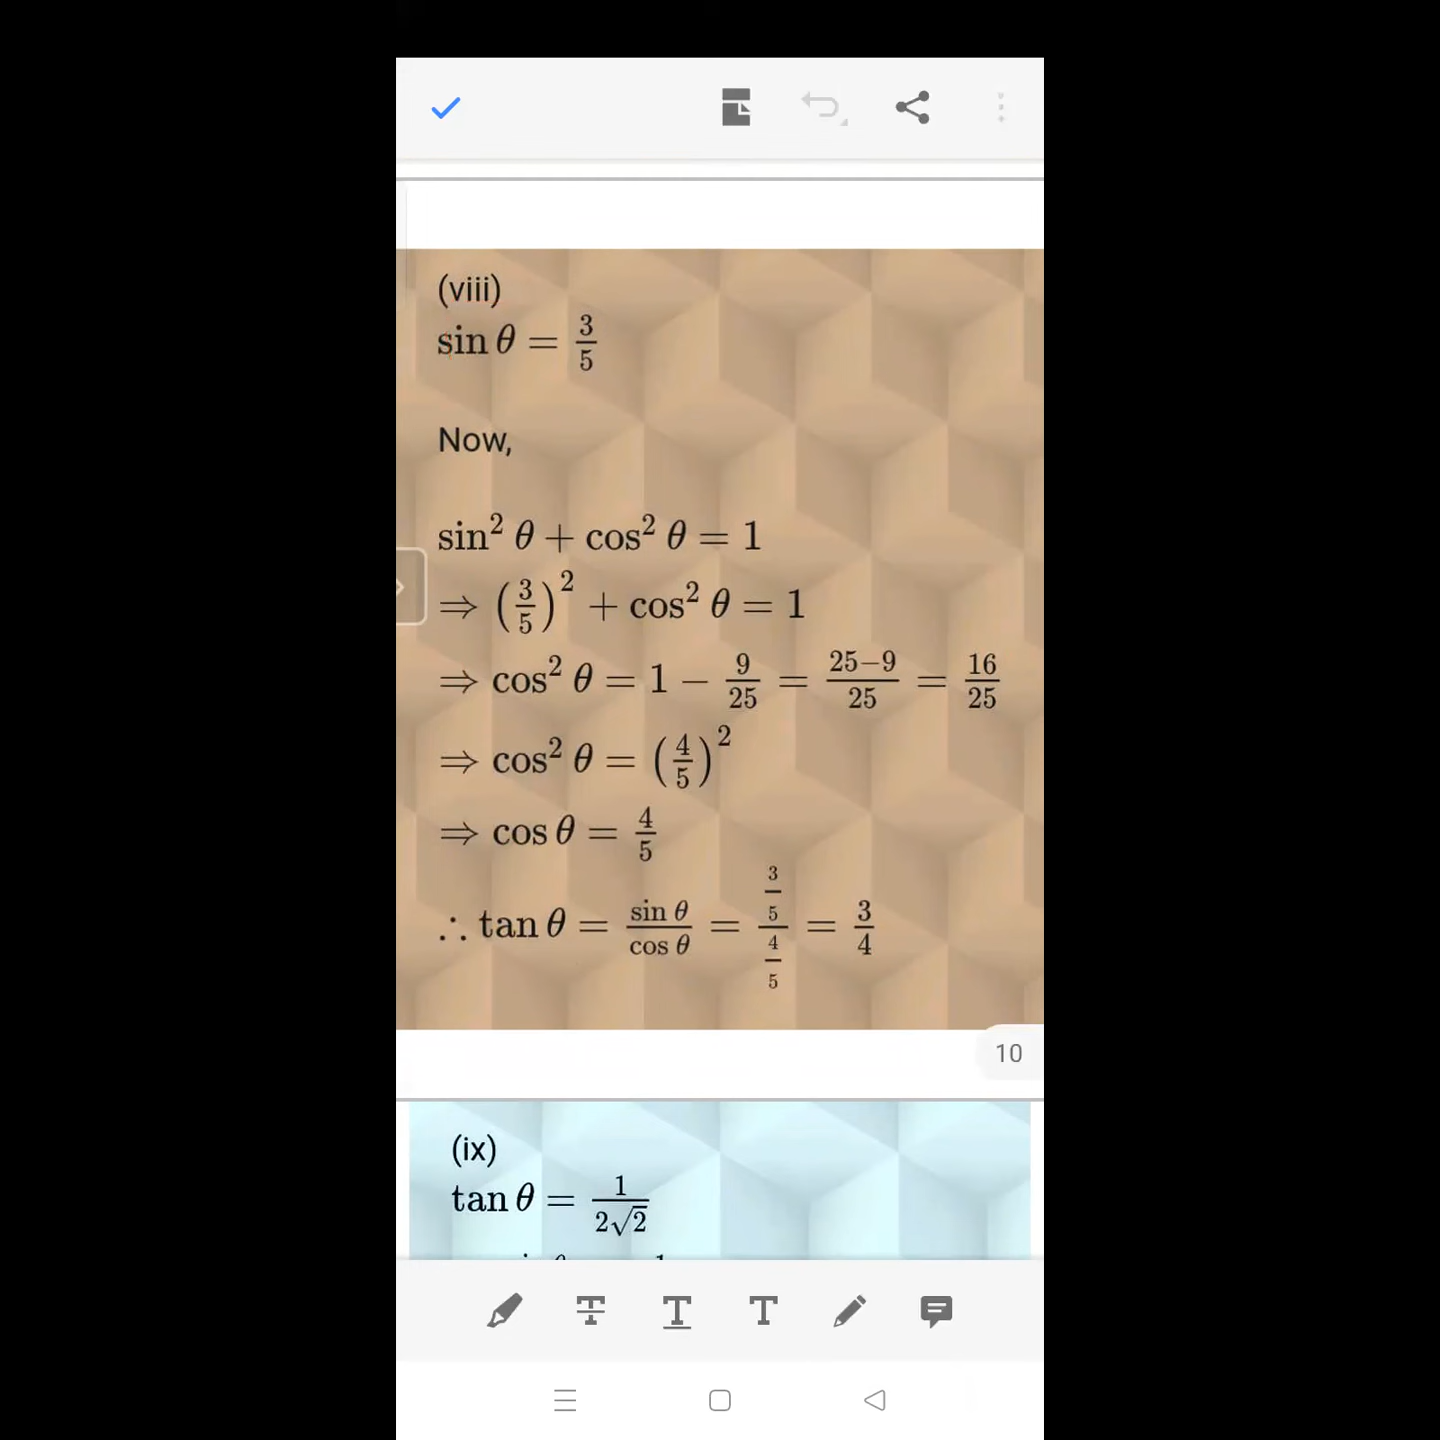 (viii)
sin θ = 3/5
Now,
sin² θ + cos² θ = 1
⇒ (3/5)² + cos² θ = 1
⇒ cos² θ = 1 − 9/25 = 25−9/25 = 16/25
⇒ cos² θ = (4/5)²
⇒ cos θ = 4/5
∴ tan θ = sin θ/cos θ = 3/5/4/5 = 3/4
10
(ix)
tan θ = 1/2√2